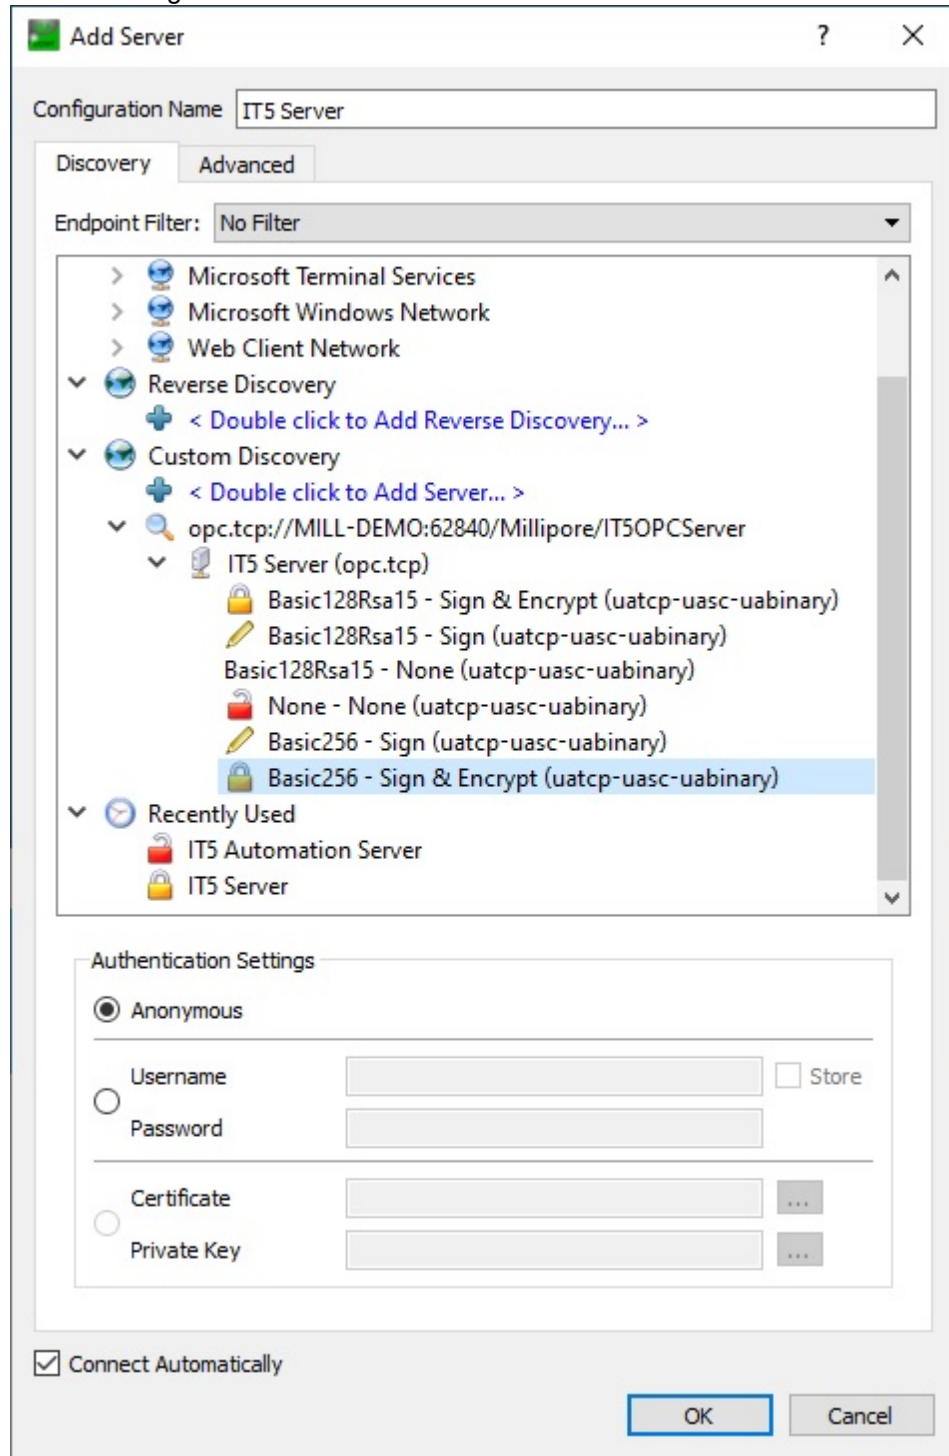 Add Server
?
Configuration Name IT5 Server
Discovery Advanced
Endpoint Filter: No Filter
Microsoft Terminal Services
Microsoft Windows Network
Web Client Network
Reverse Discovery
< Double click to Add Reverse Discovery... >
Custom Discovery
< Double click to Add Server... >
opc.tcp://MILL-DEMO:62840/Millipore/IT5OPCServer
IT5 Server (opc.tcp)
Basic128Rsa15 - Sign & Encrypt (uatcp-uasc-uabinary)
Basic128Rsa15 - Sign (uatcp-uasc-uabinary)
Basic128Rsa15 - None (uatcp-uasc-uabinary)
None - None (uatcp-uasc-uabinary)
Basic256 - Sign (uatcp-uasc-uabinary)
Basic256 - Sign & Encrypt (uatcp-uasc-uabinary)
Recently Used
IT5 Automation Server
IT5 Server
Authentication Settings
Anonymous
Username Store
Password
Certificate ...
Private Key ...
Connect Automatically
OK Cancel